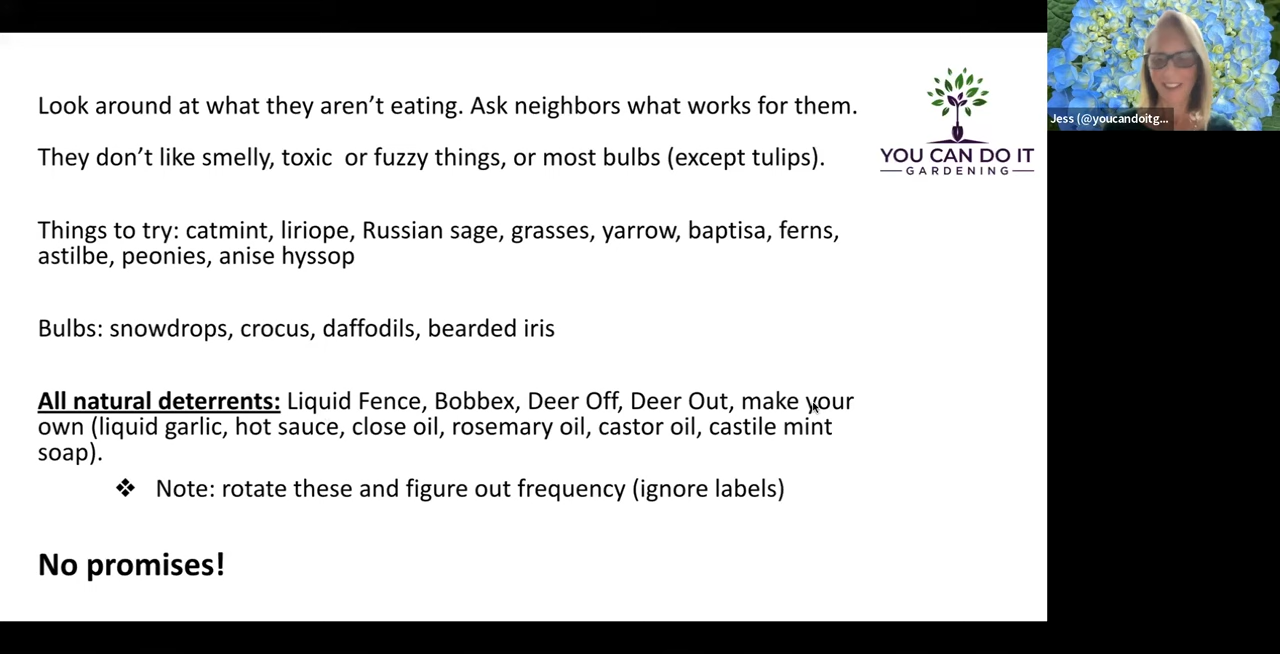 Look around at what they aren’t eating. Ask neighbors what works for them.
They don’t like smelly, toxic  or fuzzy things, or most bulbs (except tulips).
Things to try: catmint, liriope, Russian sage, grasses, yarrow, baptisa, ferns,
astilbe, peonies, anise hyssop
Bulbs: snowdrops, crocus, daffodils, bearded iris
All natural deterrents: Liquid Fence, Bobbex, Deer Off, Deer Out, make your
own (liquid garlic, hot sauce, close oil, rosemary oil, castor oil, castile mint
soap).
❖ Note: rotate these and figure out frequency (ignore labels)
No promises!
YOU CAN DO IT
GARDENING
Jess (@youcandoitg...